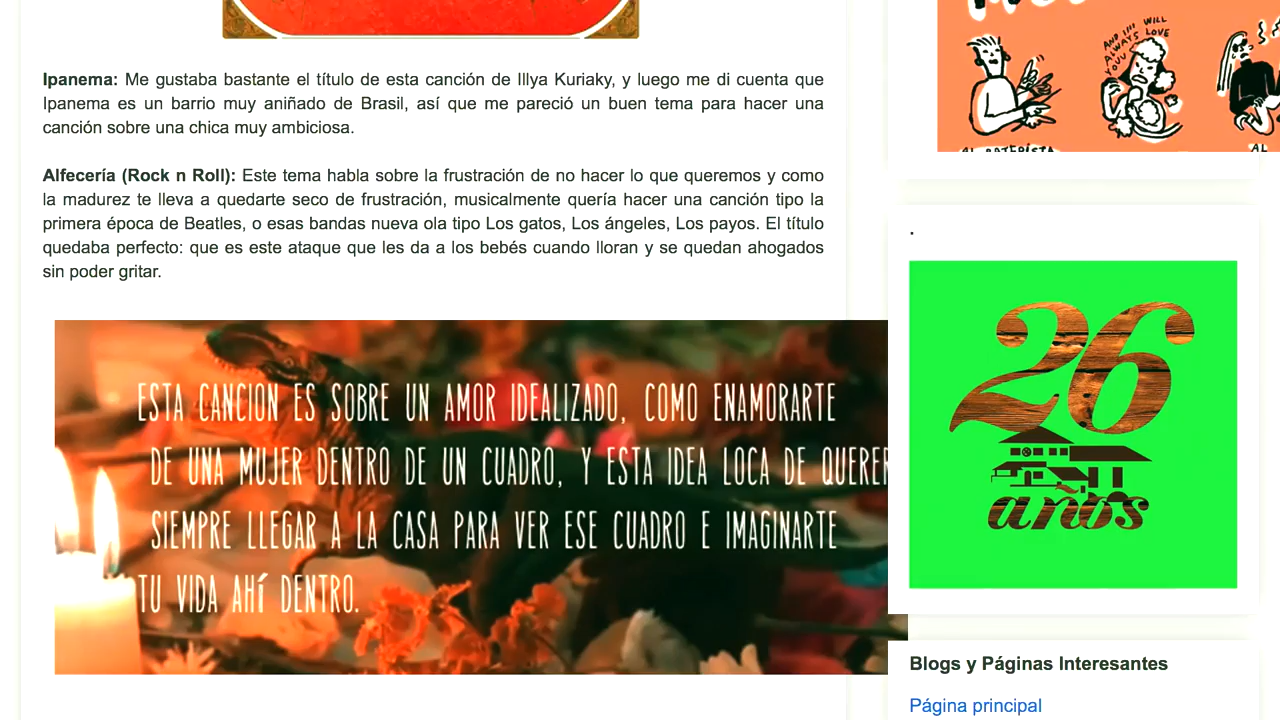 Ipanema: Me gustaba bastante el título de esta canción de Illya Kuriaky, y luego me di cuenta que
Ipanema es un barrio muy aniñado de Brasil, así que me pareció un buen tema para hacer una
canción sobre una chica muy ambiciosa.
Alfecería (Rock n Roll): Este tema habla sobre la frustración de no hacer lo que queremos y como
la madurez te lleva a quedarte seco de frustración, musicalmente quería hacer una canción tipo la
primera época de Beatles, o esas bandas nueva ola tipo Los gatos, Los ángeles, Los payos. El título
quedaba perfecto: que es este ataque que les da a los bebés cuando lloran y se quedan ahogados
sin poder gritar.
ESTA CANCION ES SOBRE UN AMOR IDEALIZADO, COMO ENAMORARTE
DE UNA MUJER DENTRO DE UN CUADRO, Y ESTA IDEA LOCA DE QUERER
SIEMPRE LLEGAR A LA CASA PARA VER ESE CUADRO E IMAGINARTE
TU VIDA AHÍ DENTRO.
AND IIII WILL
ALWAYS LOVE
YOUU
AL
.
26
años
Blogs y Páginas Interesantes
Página principal